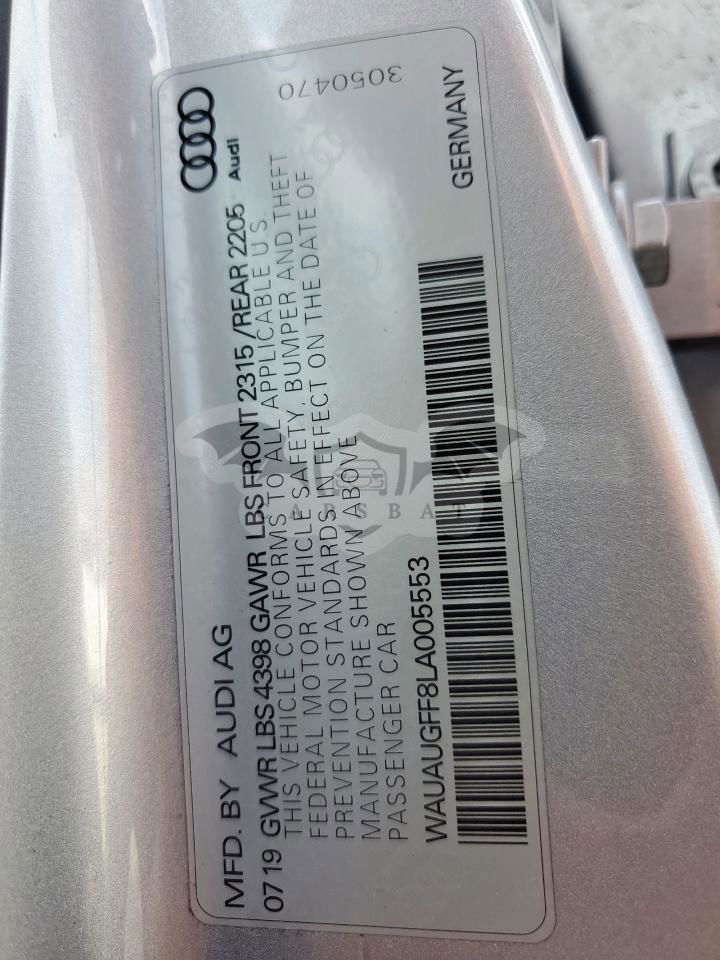 MFD. BY AUDI AG
0719 GVWR LBS 4398 GAWR LBS FRONT 2315/REAR 2205 Audi
THIS VEHICLE CONFORMS TO ALL APPLICABLE U.S.
FEDERAL MOTOR VEHICLE SAFETY, BUMPER AND THEFT
PREVENTION STANDARDS IN EFFECT ON THE DATE OF
MANUFACTURE SHOWN ABOVE
3050470
PASSENGER CAR
WAUAUGFF8LA005553
GERMANY
CARSBAT